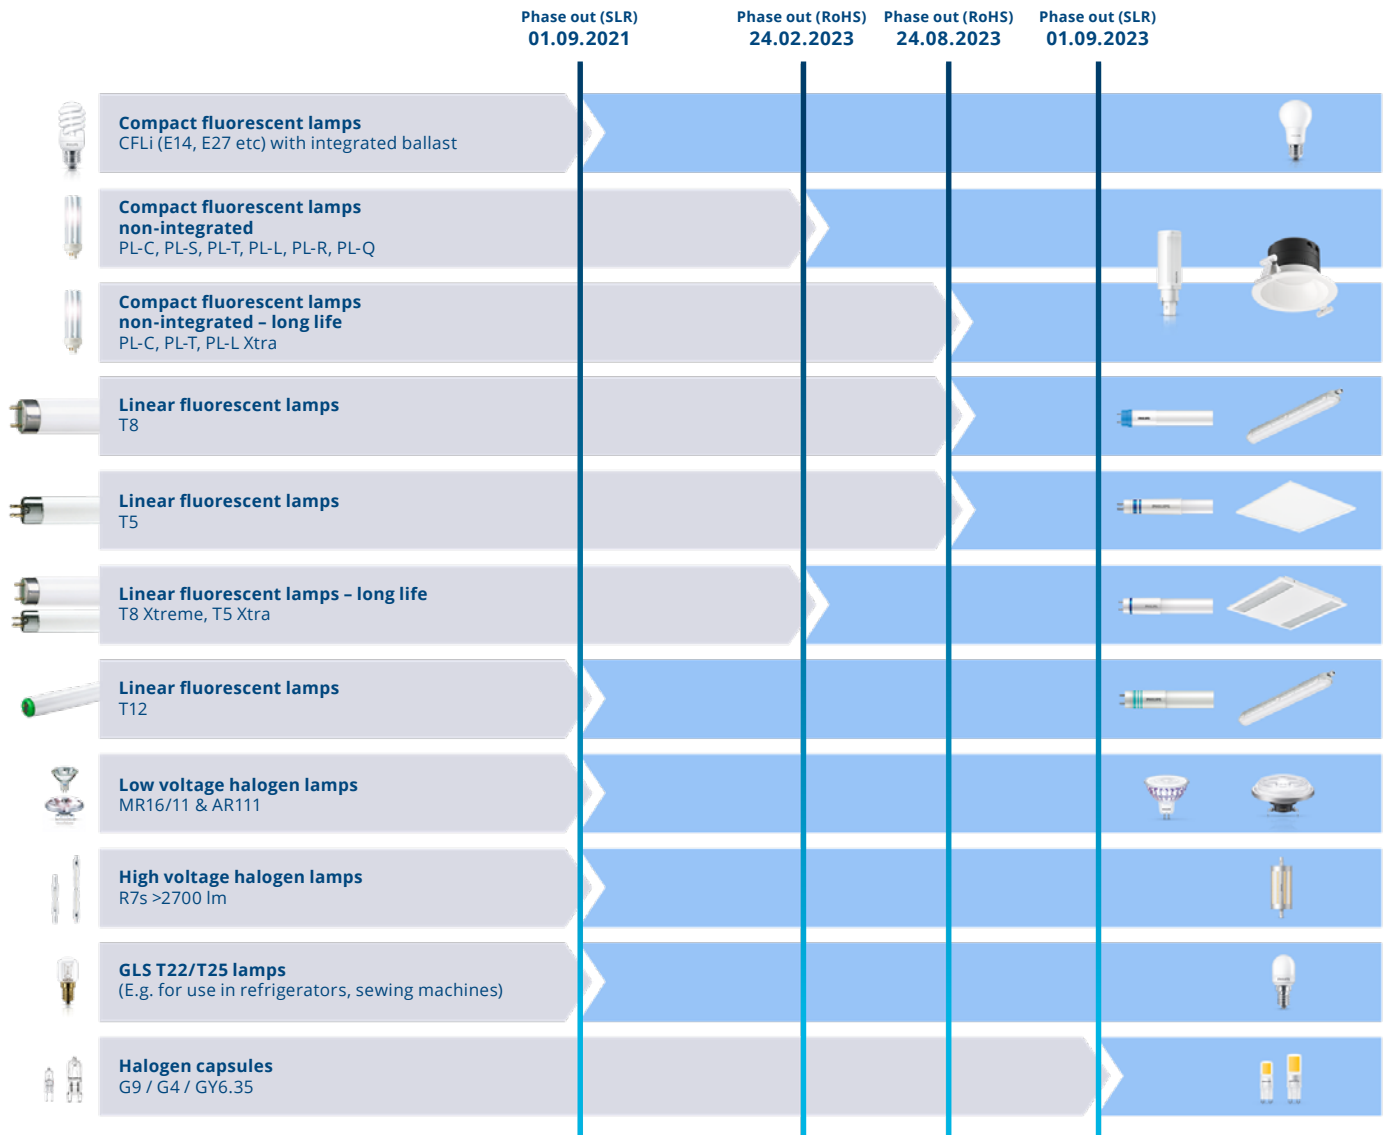 Phase out (SLR)
01.09.2021
Phase out (RoHS)
24.02.2023
Phase out (RoHS)
24.08.2023
Phase out (SLR)
01.09.2023
Compact fluorescent lamps
CFLi (E14, E27 etc) with integrated ballast
Compact fluorescent lamps
non-integrated
PL-C, PL-S, PL-T, PL-L, PL-R, PL-Q
Compact fluorescent lamps
non-integrated – long life
PL-C, PL-T, PL-L Xtra
Linear fluorescent lamps
T8
Linear fluorescent lamps
T5
Linear fluorescent lamps – long life
T8 Xtreme, T5 Xtra
Linear fluorescent lamps
T12
Low voltage halogen lamps
MR16/11 & AR111
High voltage halogen lamps
R7s >2700 lm
GLS T22/T25 lamps
(E.g. for use in refrigerators, sewing machines)
Halogen capsules
G9 / G4 / GY6.35